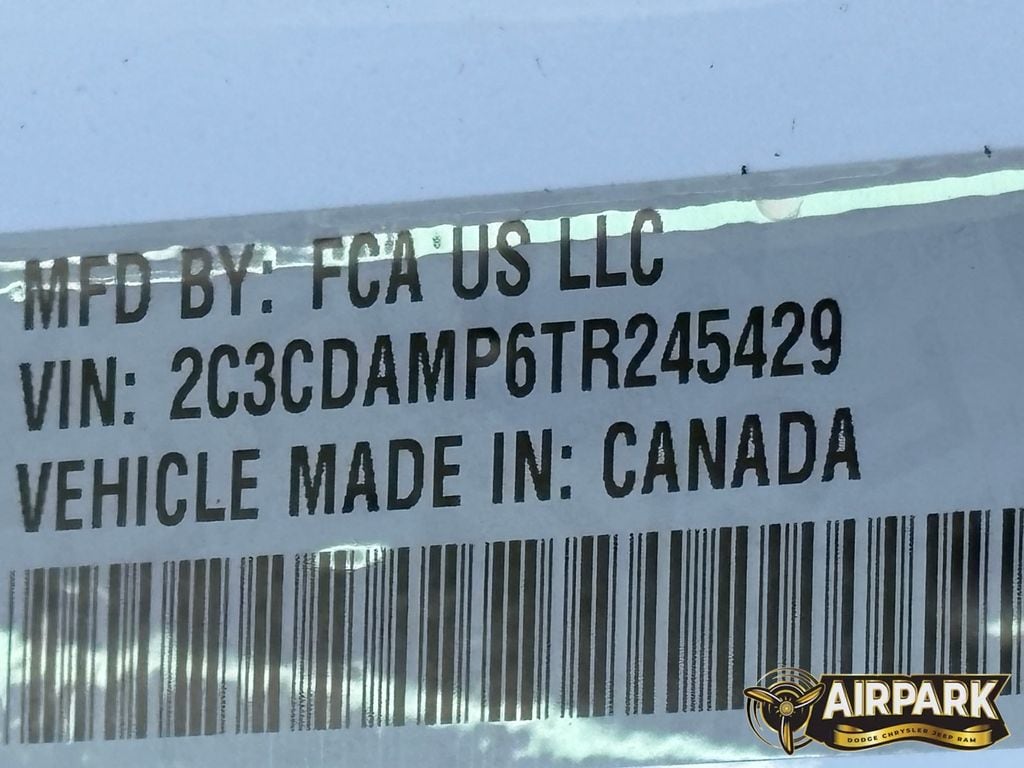 MFD BY: FCA US LLC
VIN: 2C3CDAMP6TR245429
VEHICLE MADE IN: CANADA
AIRPARK
DODGE CHRYSLER JEEP RAM